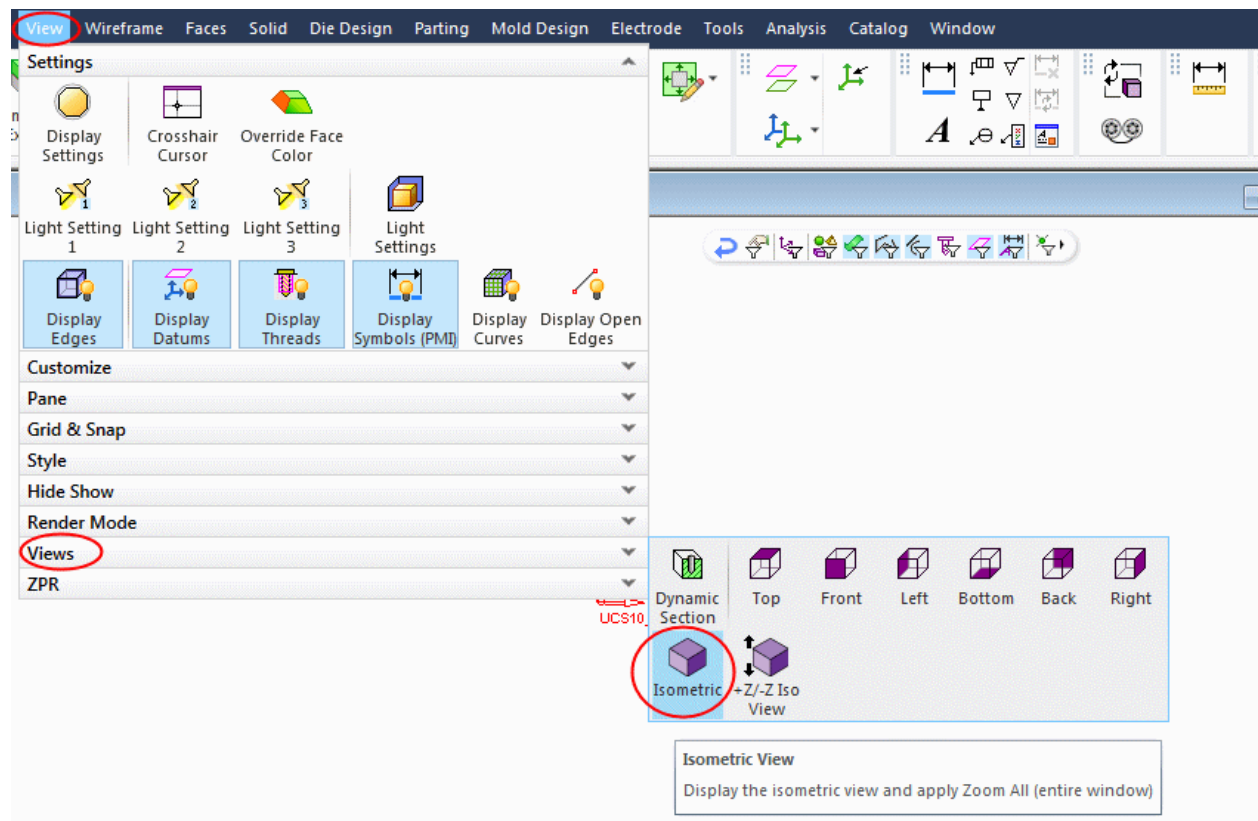 View Wireframe Faces Solid Die Design Parting Mold Design Electrode Tools Analysis Catalog Window
Settings
Display Settings
Crosshair Cursor
Override Face Color
Light Setting 1
Light Setting 2
Light Setting 3
Light Settings
Display Edges
Display Datums
Display Threads
Display Symbols (PMI)
Display Curves
Display Open Edges
Customize
Pane
Grid & Snap
Style
Hide Show
Render Mode
Views
ZPR
UCS10_
Dynamic Section
Top
Front
Left
Bottom
Back
Right
Isometric
+Z/-Z Iso View
Isometric View
Display the isometric view and apply Zoom All (entire window)